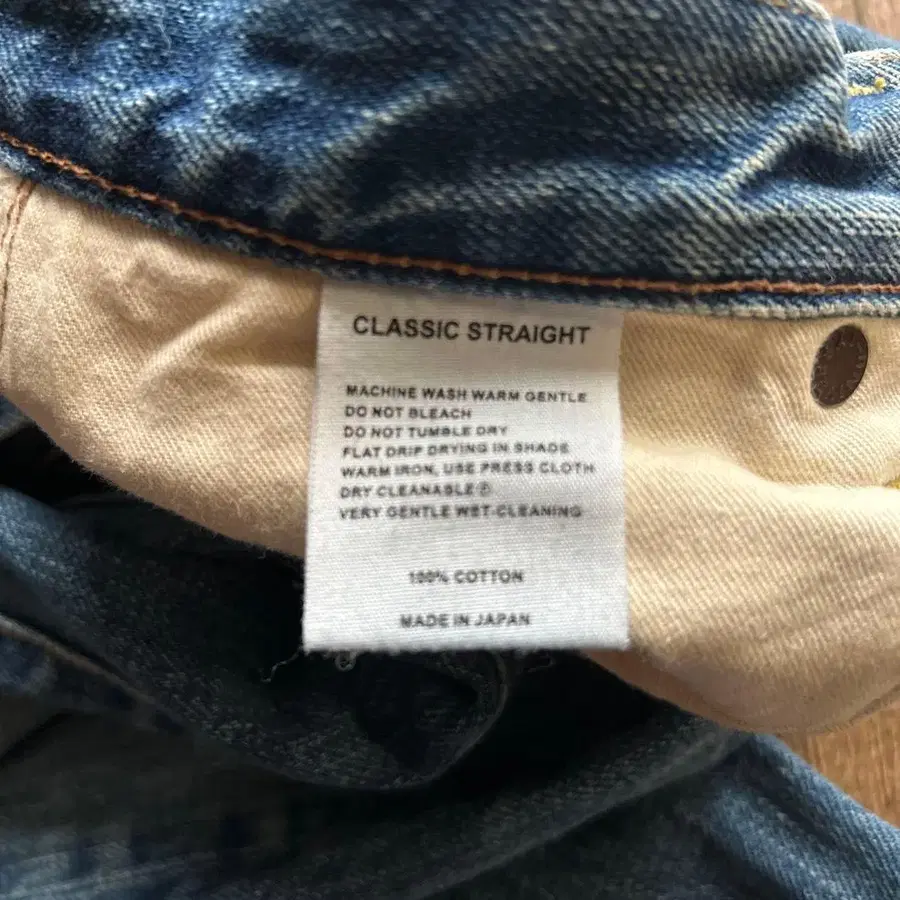 CLASSIC STRAIGHT
MACHINE WASH WARM GENTLE
DO NOT BLEACH
DO NOT TUMBLE DRY
FLAT DRIP DRYING IN SHADE
WARM IRON, USE PRESS CLOTH
DRY CLEANABLE Ⓟ
VERY GENTLE WET-CLEANING
100% COTTON
MADE IN JAPAN